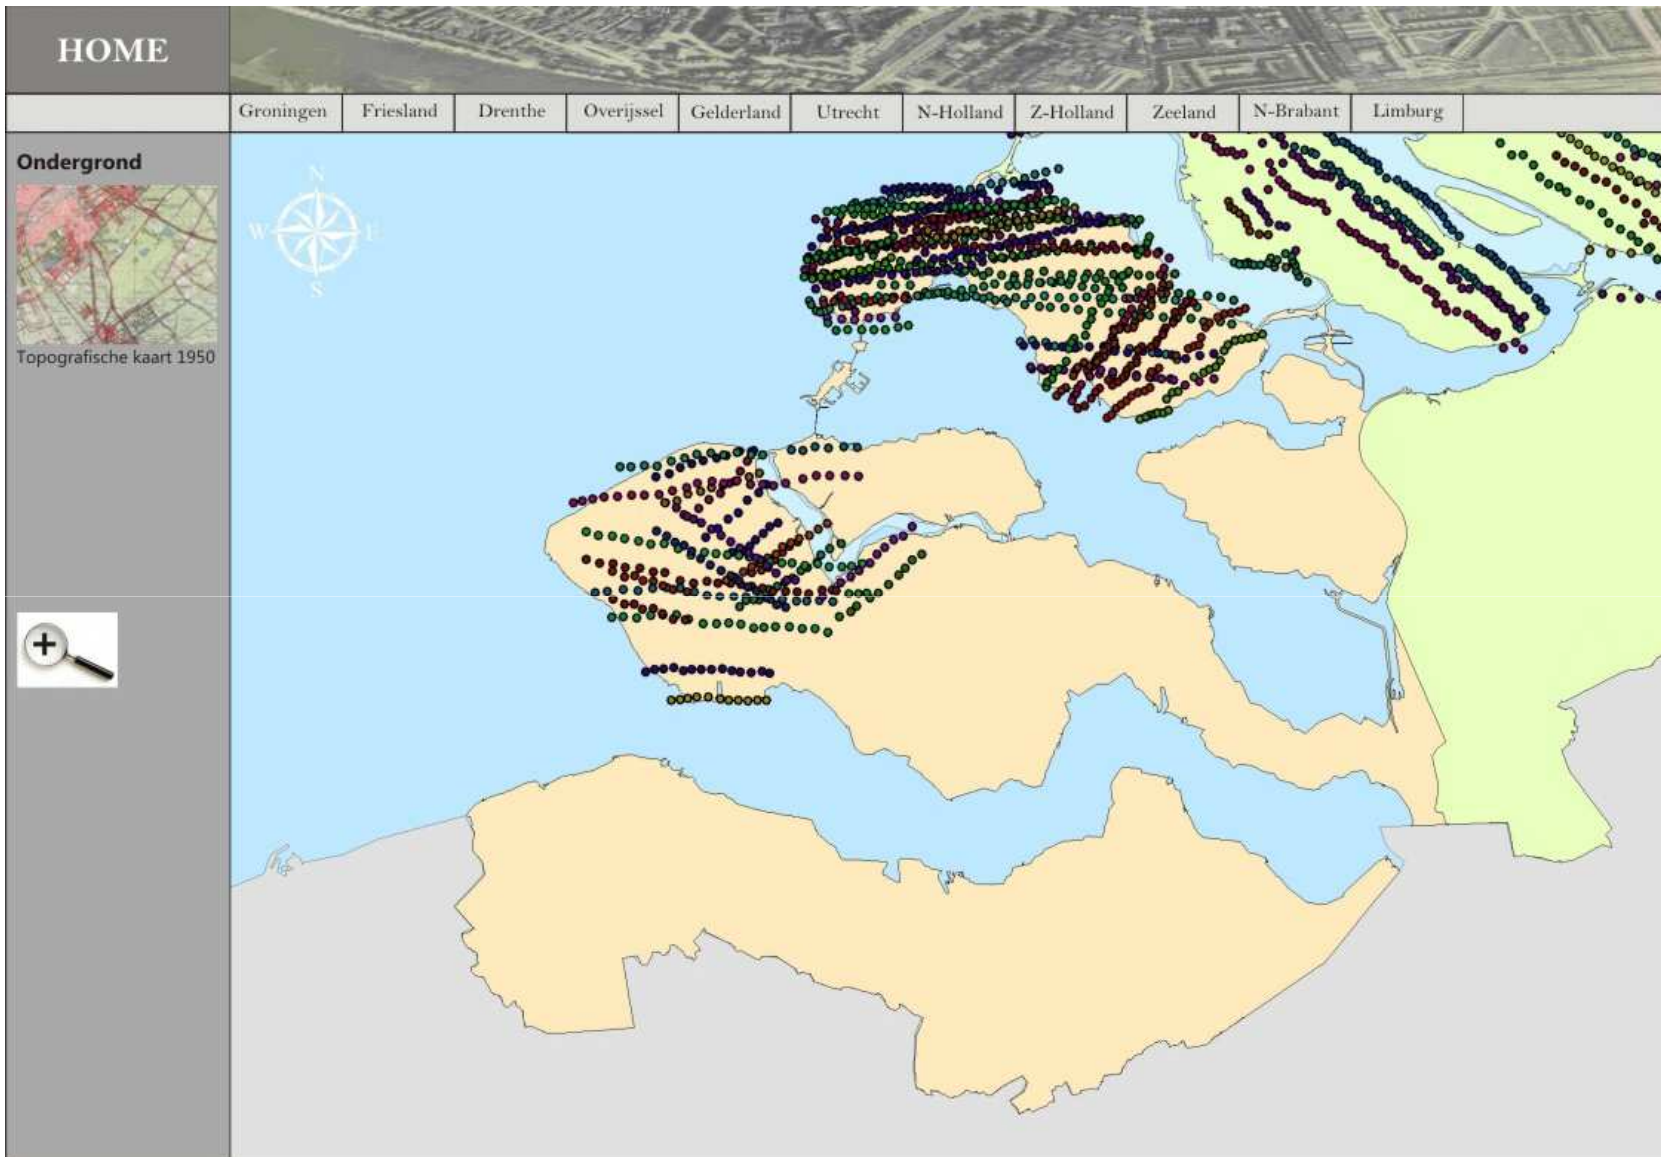 HOME
Groningen
Friesland
Drenthe
Overijssel
Gelderland
Utrecht
N-Holland
Z-Holland
Zeeland
N-Brabant
Limburg
Ondergrond
Topografische kaart 1950
N
W
E
S